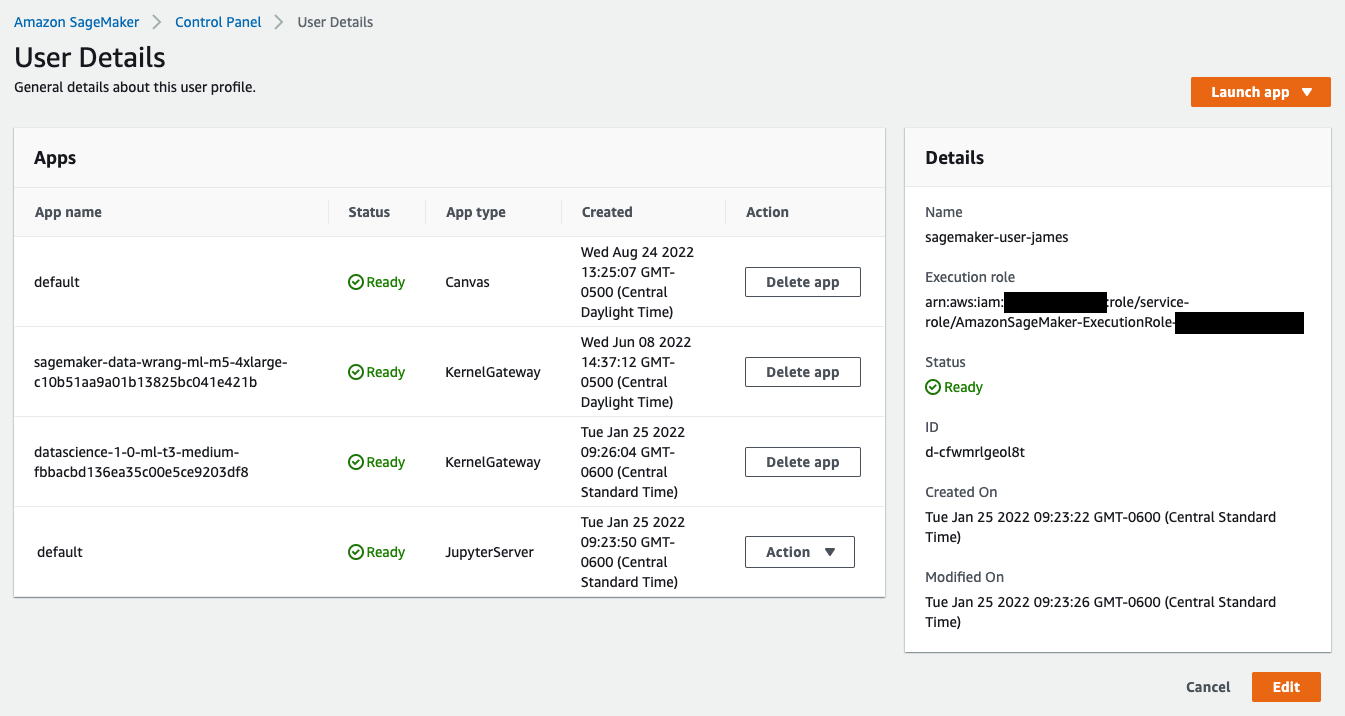 Amazon SageMaker > Control Panel > User Details
User Details
General details about this user profile.
Launch app
Apps
App name Status App type Created Action
default Ready Canvas Wed Aug 24 2022
13:25:07 GMT-
0500 (Central
Daylight Time) Delete app
sagemaker-data-wrang-ml-m5-4xlarge-
c10b51aa9a01b13825bc041e421b Ready KernelGateway Wed Jun 08 2022
14:37:12 GMT-
0500 (Central
Daylight Time) Delete app
datascience-1-0-ml-t3-medium-
fbbacbd136ea35c00e5ce9203df8 Ready KernelGateway Tue Jan 25 2022
09:26:04 GMT-
0600 (Central
Standard Time) Delete app
default Ready JupyterServer Tue Jan 25 2022
09:23:50 GMT-
0600 (Central
Standard Time) Action
Details
Name
sagemaker-user-james
Execution role
arn:aws:iam: :role/service-
role/AmazonSageMaker-ExecutionRole-
Status
Ready
ID
d-cfwmrlgeol8t
Created On
Tue Jan 25 2022 09:23:22 GMT-0600 (Central Standard
Time)
Modified On
Tue Jan 25 2022 09:23:26 GMT-0600 (Central Standard
Time)
Cancel Edit